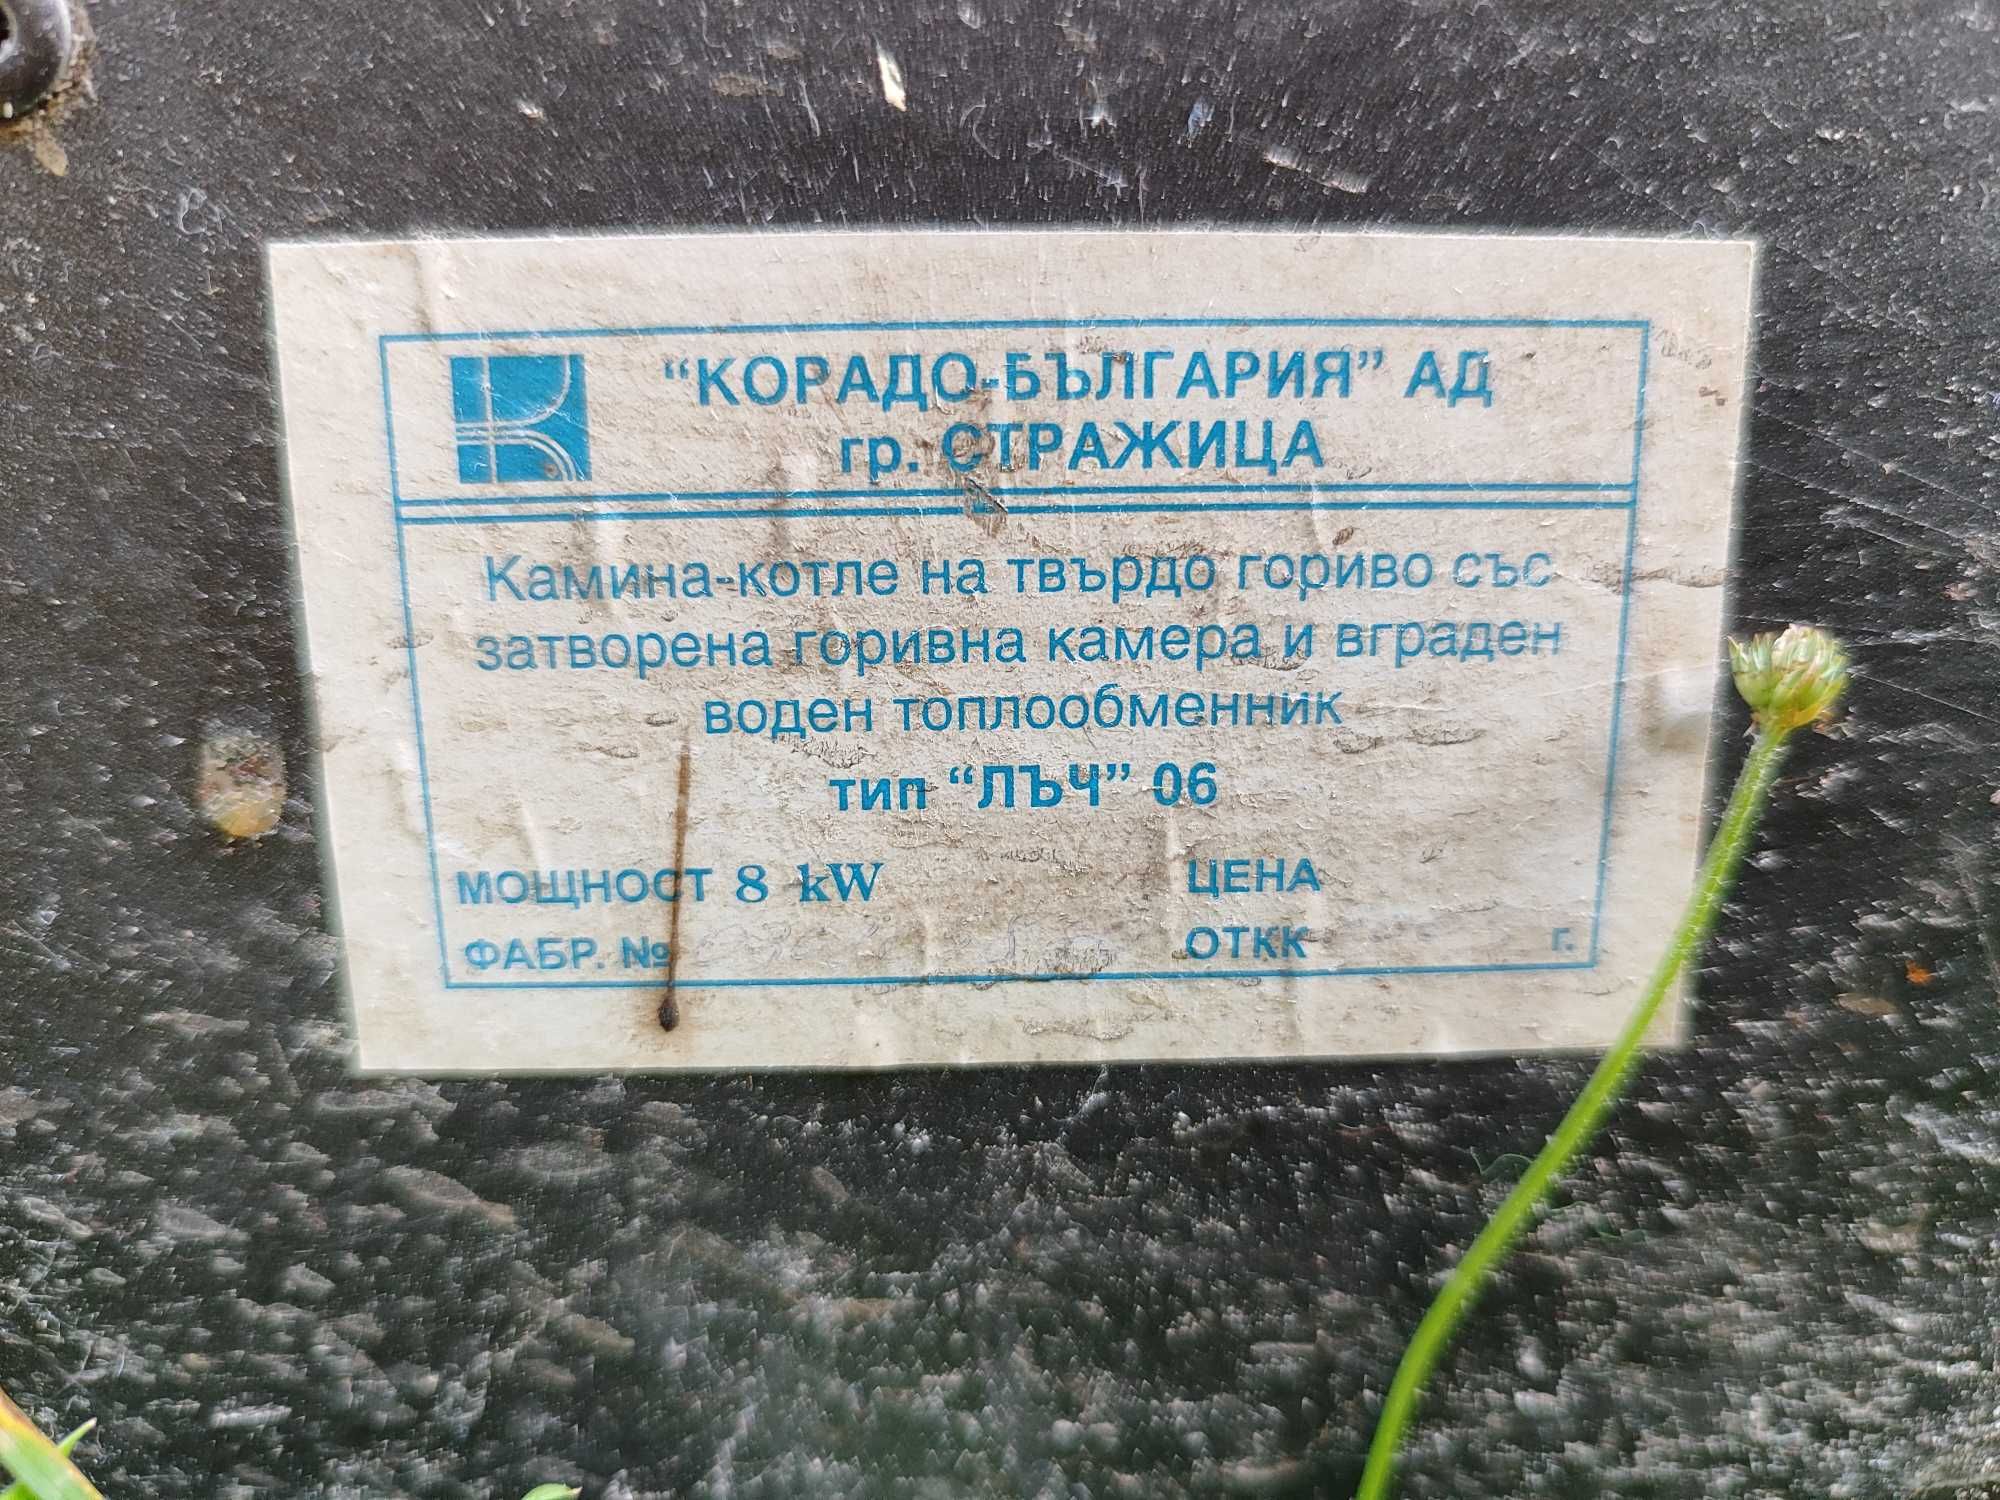 "КОРАДО-БЪЛГАРИЯ" АД
гр. СТРАЖИЦА
Камина-котле на твърдо гориво със
затворена горивна камера и вграден
воден топлообменник
тип "ЛЪЧ" 06
МОЩНОСТ 8 kW ЦЕНА
ФАБР. № ОТКК г.